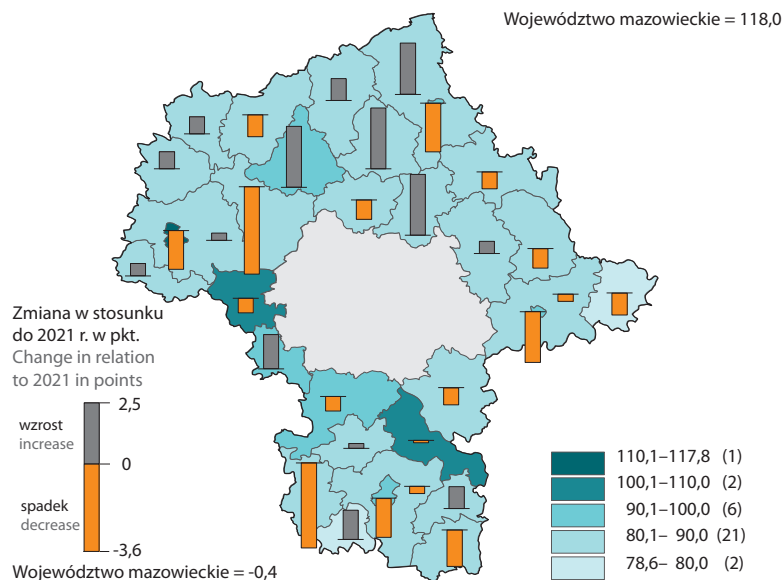 Województwo mazowieckie = 118,0
Zmiana w stosunku
do 2021 r. w pkt.
Change in relation
to 2021 in points
2,5
wzrost
increase
0
spadek
decrease
-3,6
Województwo mazowieckie = -0,4
110,1–117,8 (1)
100,1–110,0 (2)
90,1–100,0 (6)
80,1– 90,0 (21)
78,6– 80,0 (2)